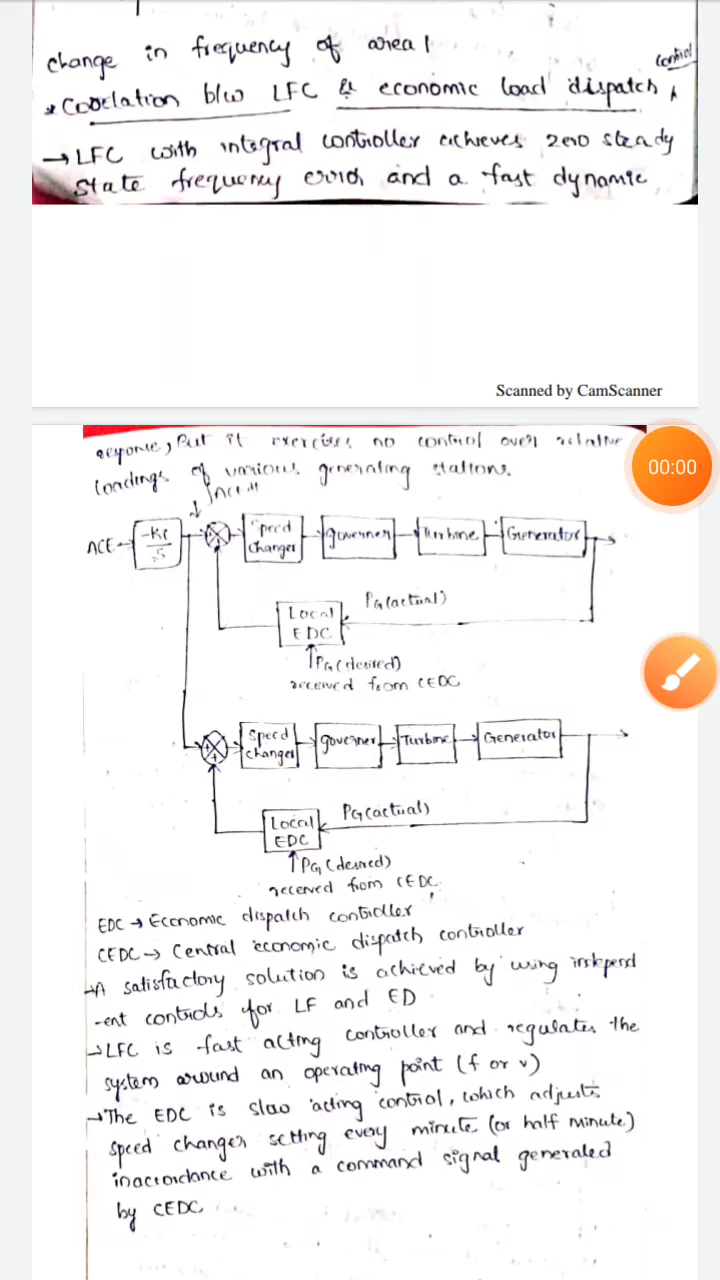 change in frequency of area 1
* Coorelation b/w LFC & economic load dispatch control
→ LFC with integral controller achieves zero steady
state frequency error and a fast dynamic
Scanned by CamScanner
response, But it exercises no control over relative
loadings of various generating stations.
00:00
ACE → -Ki/S Speed changer governer Turbine Generator
PG (actual)
Local EDC
PG (desired)
received from CEDC
Speed changer governer Turbine Generator
PG (actual)
Local EDC
PG (desired)
received from CEDC
EDC → Economic dispatch controller
CEDC → Central economic dispatch controller
→ A satisfactory solution is achieved by using independ
-ent controls for LF and ED
→ LFC is fast acting controller and regulates the
system around an operating point (f or v)
→ The EDC is slow acting control, which adjusts
speed changer setting every minute (or half minute)
inaccordance with a command signal generated
by CEDC